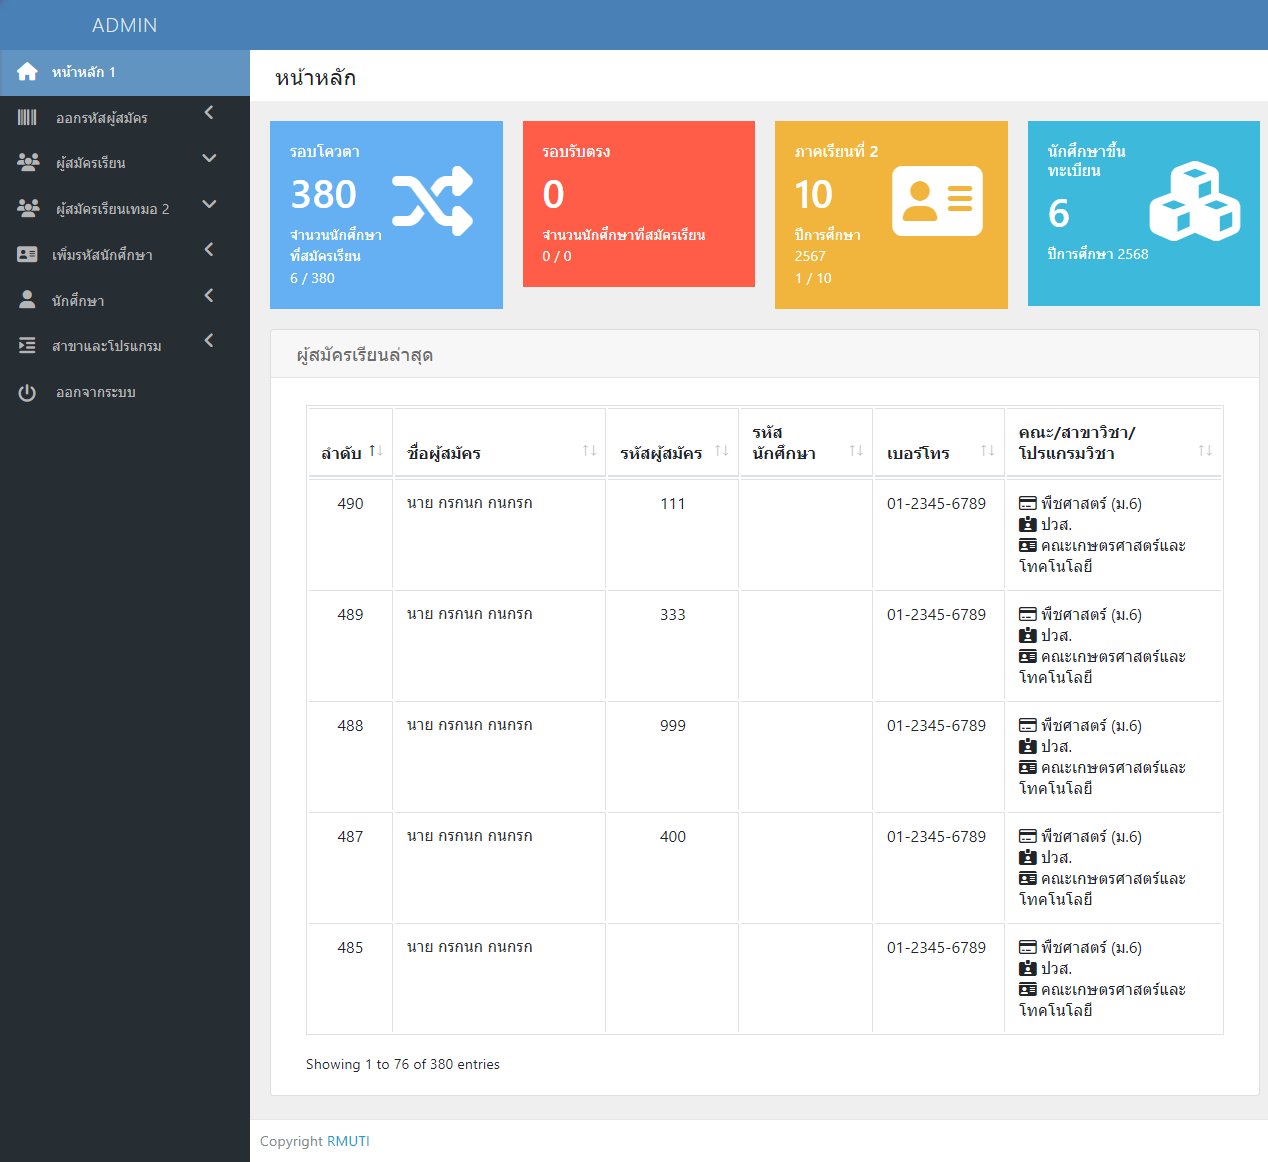 ADMIN
หน้าหลัก 1
ออกรหัสผู้สมัคร
ผู้สมัครเรียน
ผู้สมัครเรียนเทมอ 2
เพิ่มรหัสนักศึกษา
นักศึกษา
สาขาและโปรแกรม
ออกจากระบบ
หน้าหลัก
รอบโควตา
380
จำนวนนักศึกษา
ที่สมัครเรียน
6 / 380
รอบรับตรง
0
จำนวนนักศึกษาที่สมัครเรียน
0 / 0
ภาคเรียนที่ 2
10
ปีการศึกษา
2567
1 / 10
นักศึกษาขึ้น
ทะเบียน
6
ปีการศึกษา 2568
ผู้สมัครเรียนล่าสุด
ลำดับ ชื่อผู้สมัคร รหัสผู้สมัคร รหัส นักศึกษา เบอร์โทร คณะ/สาขาวิชา/ โปรแกรมวิชา
490 นาย กรกนก กนกรก 111 01-2345-6789 พืชศาสตร์ (ม.6)
ปวส.
คณะเกษตรศาสตร์และ
โทคโนโลยี
489 นาย กรกนก กนกรก 333 01-2345-6789 พืชศาสตร์ (ม.6)
ปวส.
คณะเกษตรศาสตร์และ
โทคโนโลยี
488 นาย กรกนก กนกรก 999 01-2345-6789 พืชศาสตร์ (ม.6)
ปวส.
คณะเกษตรศาสตร์และ
โทคโนโลยี
487 นาย กรกนก กนกรก 400 01-2345-6789 พืชศาสตร์ (ม.6)
ปวส.
คณะเกษตรศาสตร์และ
โทคโนโลยี
485 นาย กรกนก กนกรก 01-2345-6789 พืชศาสตร์ (ม.6)
ปวส.
คณะเกษตรศาสตร์และ
โทคโนโลยี
Showing 1 to 76 of 380 entries
Copyright RMUTI